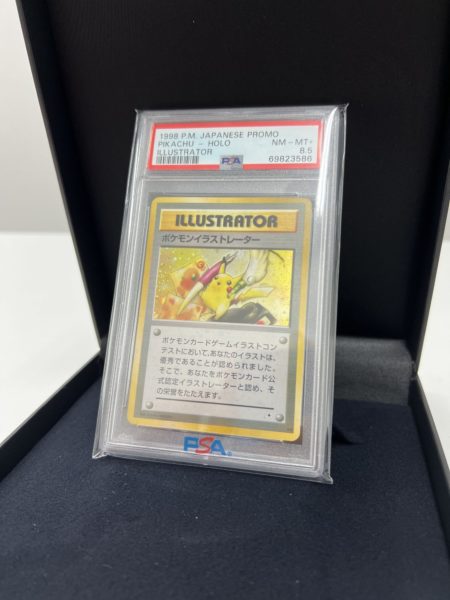 1998 P.M. JAPANESE PROMO
PIKACHU - HOLO NM - MT+
ILLUSTRATOR 8.5
PSA 69823586
ILLUSTRATOR
ポケモンイラストレーター
ポケモンカードゲームイラストコン
テストにおいて、あなたのイラストは、
優秀であることが認められました。
そこで、あなたをポケモンカード公
式認定イラストレーターと認め、そ
の栄誉をたたえます。
PSA